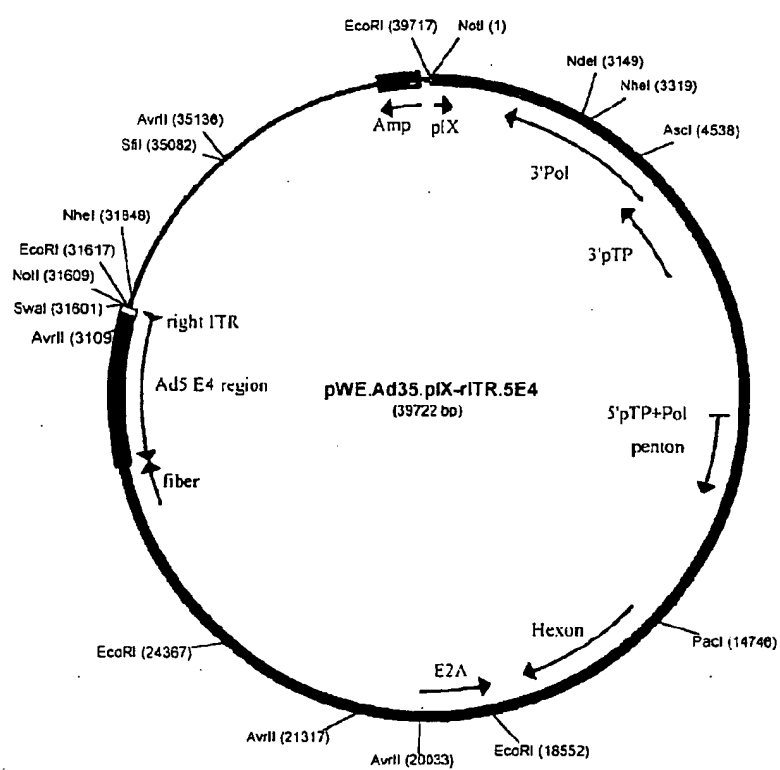 EcoRI (39717)
NotI (1)
NdeI (3149)
NheI (3319)
AscI (4538)
AvrII (35136)
SfiI (35082)
Amp
pIX
3'Pol
3'pTP
NheI (31848)
EcoRI (31617)
NotI (31609)
SwaI (31601)
AvrII (3109
right ITR
Ad5 E4 region
fiber
pWE.Ad35.pIX-rITR.5E4
(39722 bp)
5'pTP+Pol
penton
Hexon
PacI (14746)
E2A
EcoRI (24367)
AvrII (21317)
AvrII (20033)
EcoRI (18552)